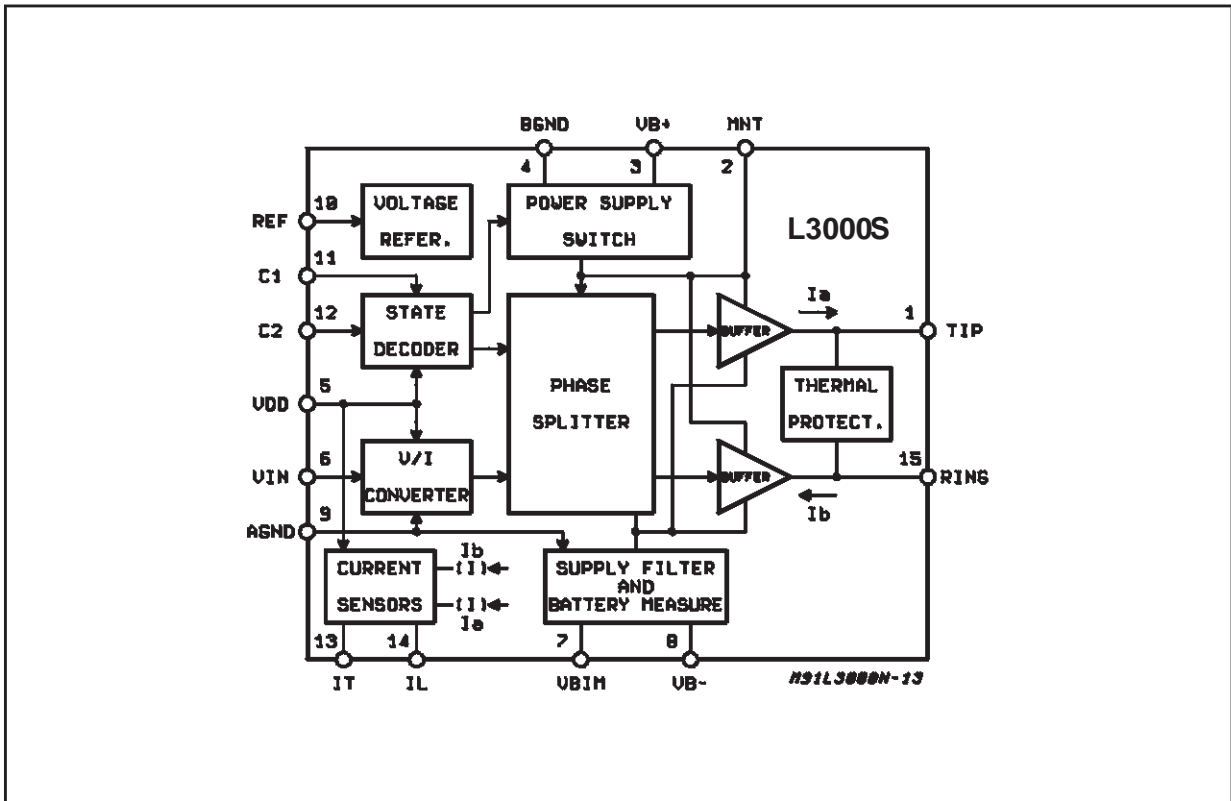 BGND VB+ MNT
4 3 2
10 VOLTAGE POWER SUPPLY
REF REFER. SWITCH L3000S
11
C1 Ia
12 STATE BUFFER 1
C2 DECODER TIP
5 PHASE THERMAL
VDD SPLITTER PROTECT.
6 V/I BUFFER 15
VIN CONVERTER RING
9 Ib
AGND
CURRENT Ib SUPPLY FILTER
(I) AND
SENSORS (I) BATTERY MEASURE
Ia
13 14 7 8
IT IL VBIM VB- M91L3000N-13